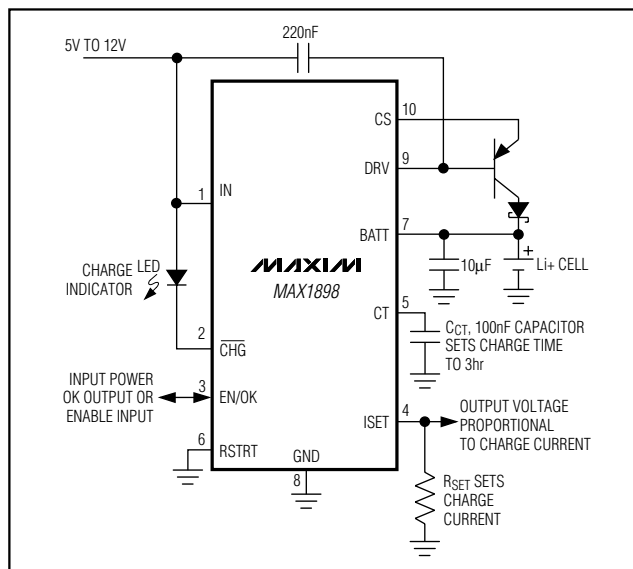 220nF
5V TO 12V
10
CS
9
DRV
1
IN
7
BATT
MAXIM
MAX1898
10µF
+
Li+ CELL
CHARGE LED
INDICATOR
5
CT
CCT, 100nF CAPACITOR
SETS CHARGE TIME
TO 3hr
2
CHG
INPUT POWER
OK OUTPUT OR
ENABLE INPUT
3
EN/OK
4
ISET
OUTPUT VOLTAGE
PROPORTIONAL
TO CHARGE CURRENT
6
RSTRT
GND
8
RSET SETS
CHARGE
CURRENT